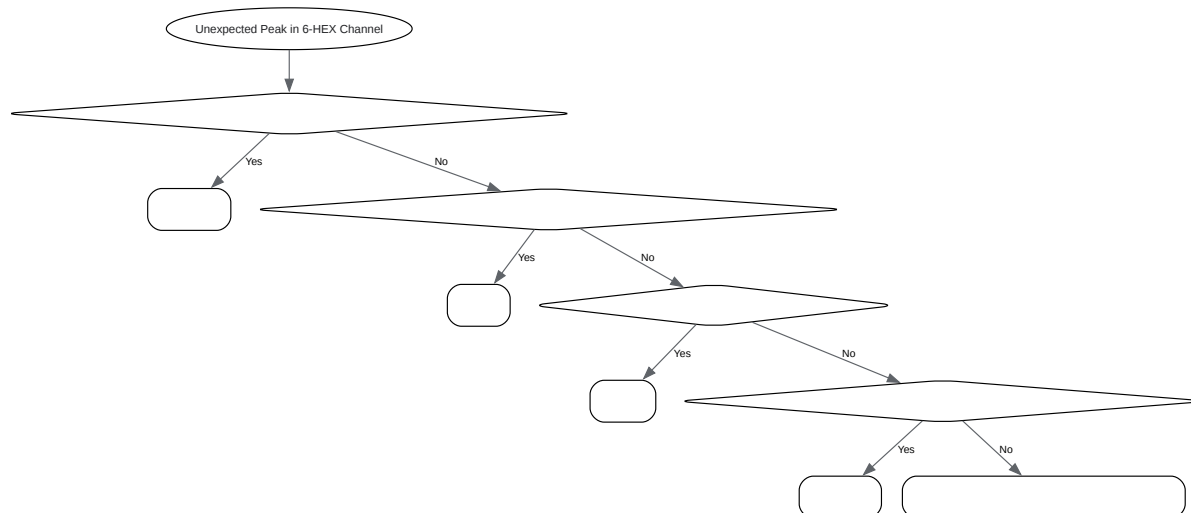 Unexpected Peak in 6-HEX Channel
Yes
No
Yes
No
Yes
No
Yes
No